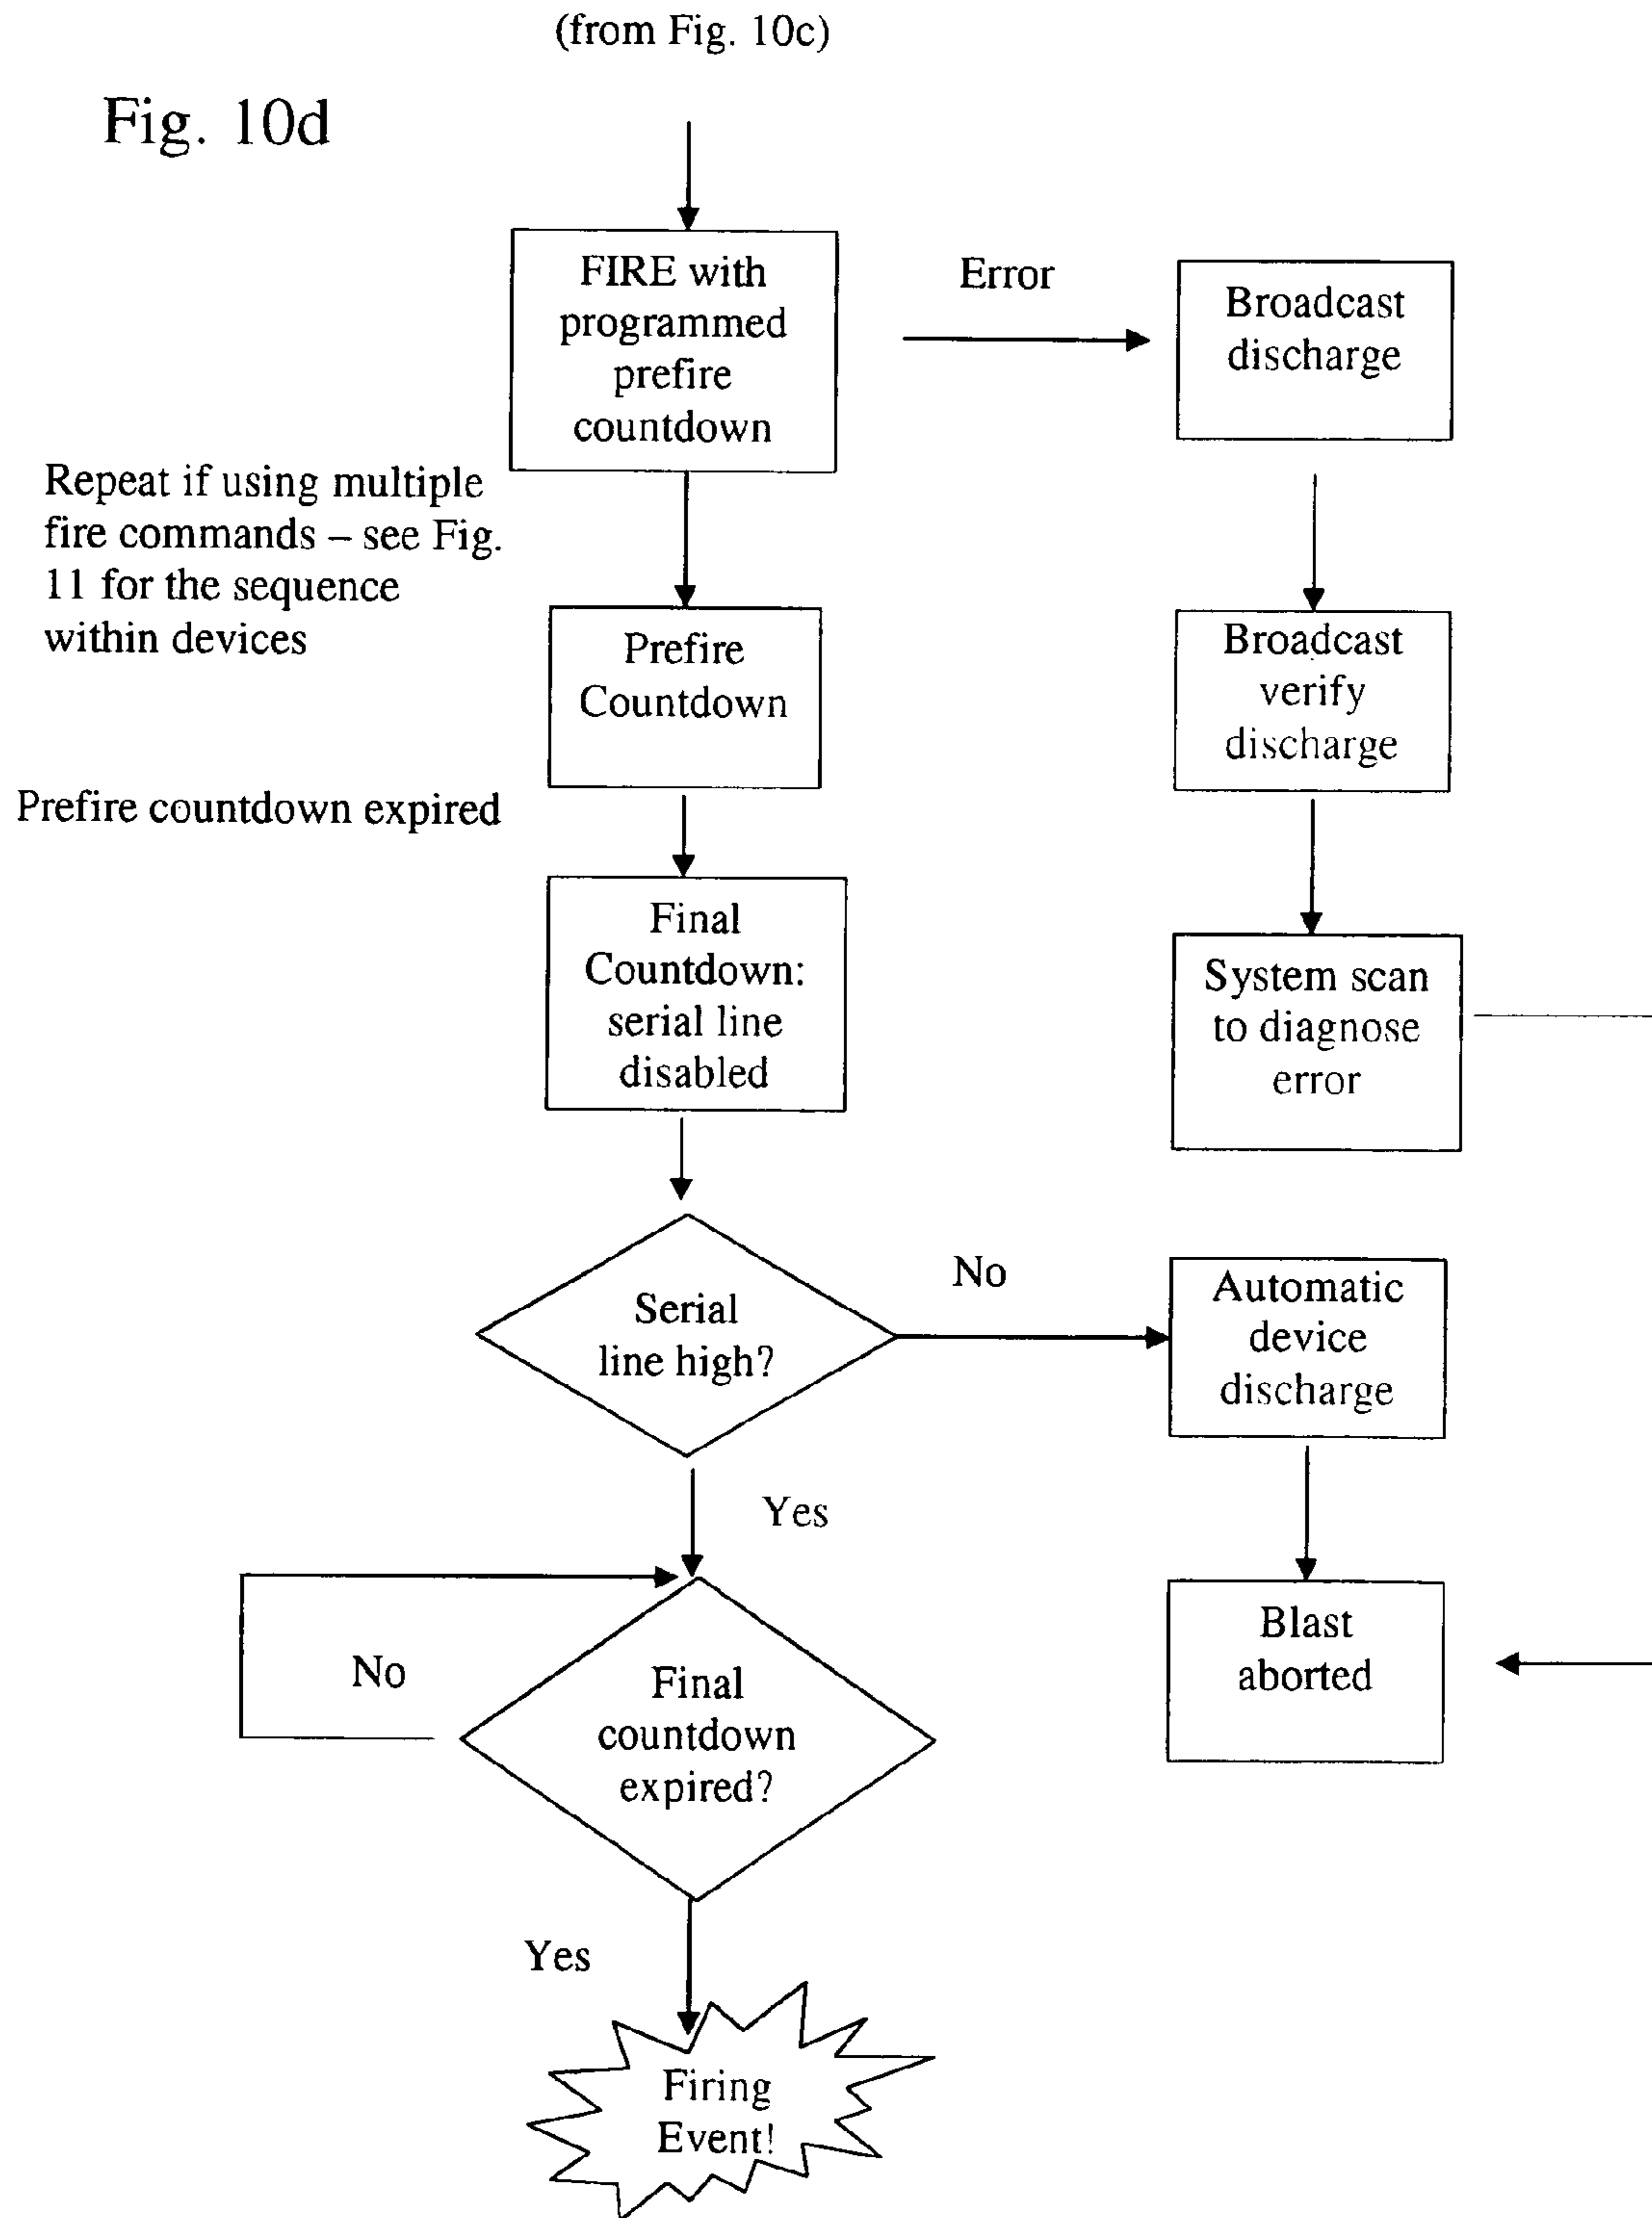 (from Fig. 10c)
Fig. 10d
FIRE with
programmed
prefire
countdown
Error
Broadcast
discharge
Repeat if using multiple
fire commands – see Fig.
11 for the sequence
within devices
Prefire
Countdown
Broadcast
verify
discharge
Prefire countdown expired
Final
Countdown:
serial line
disabled
System scan
to diagnose
error
Serial
line high?
No
Automatic
device
discharge
Yes
Blast
aborted
No
Final
countdown
expired?
Yes
Firing
Event!